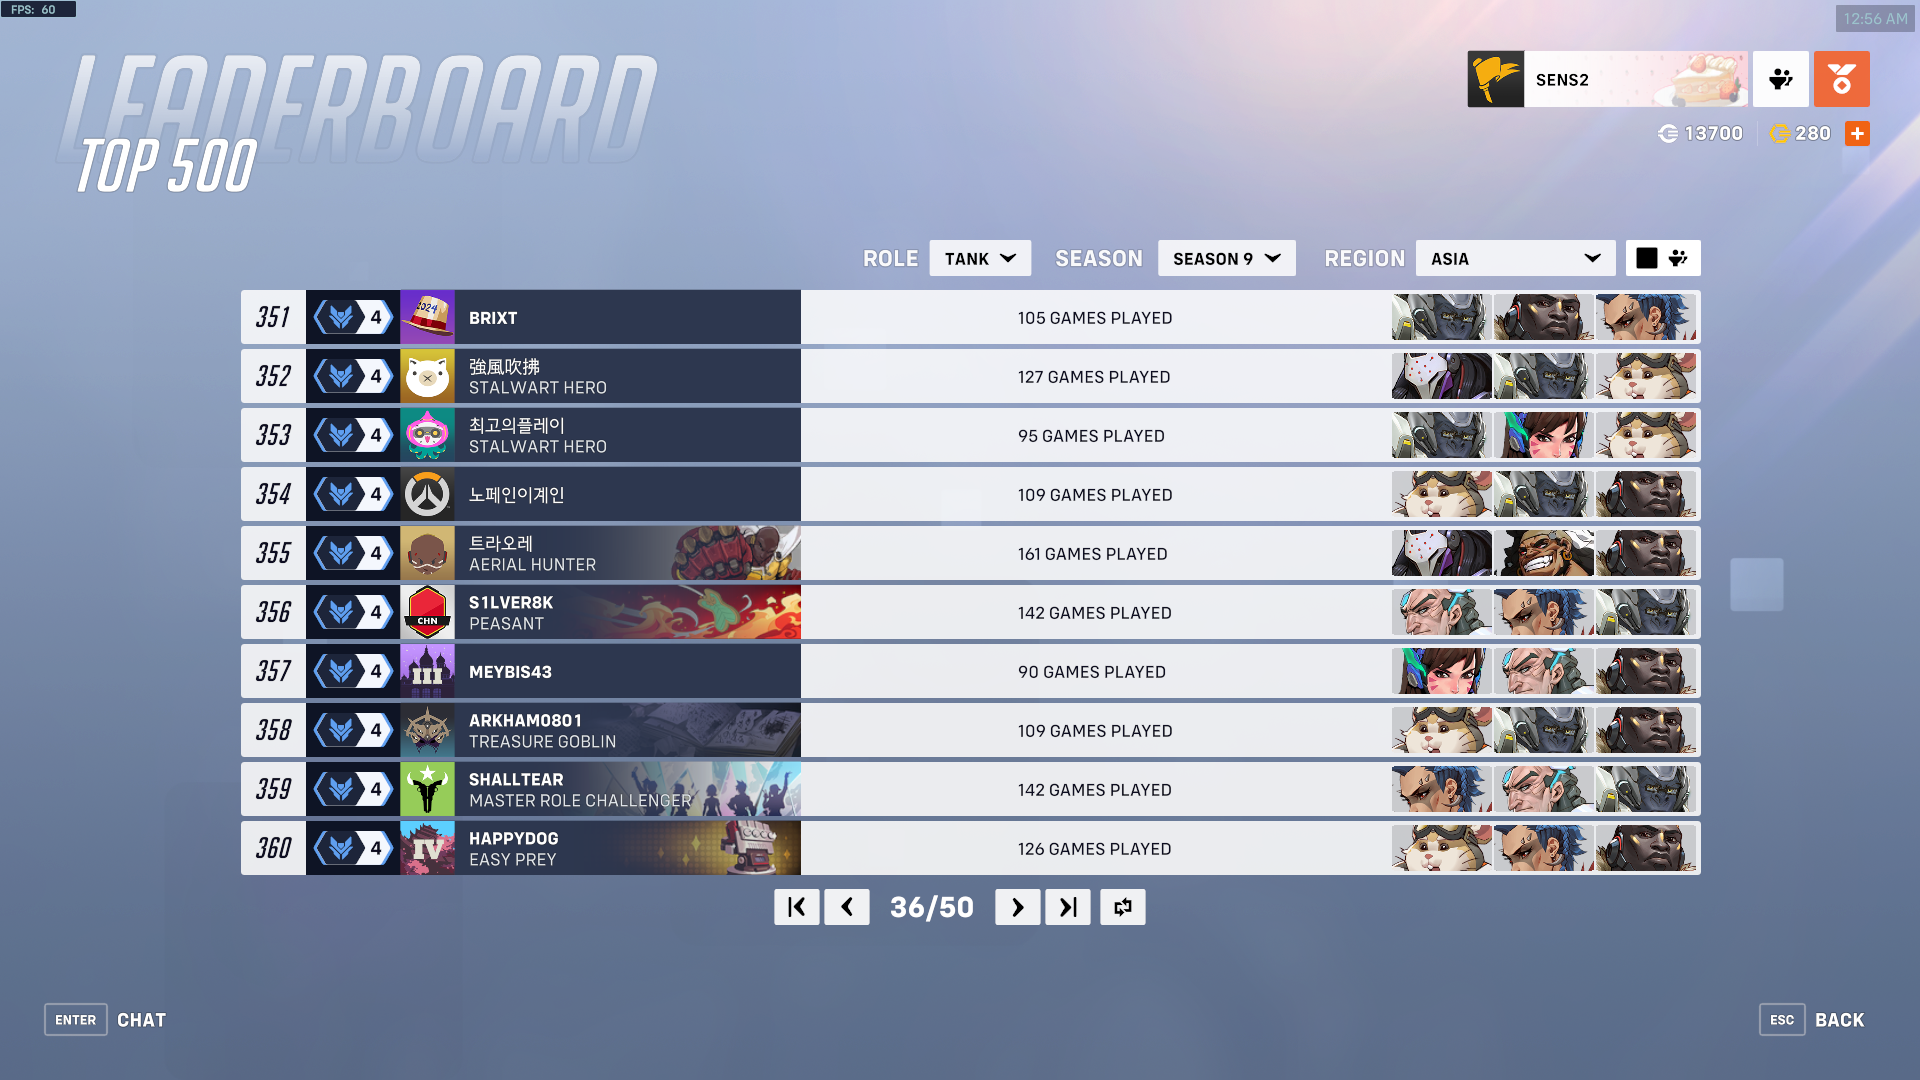 FPS: 60
12:56 AM
LEADERBOARD
TOP 500
SENS2
13700
280
ROLE TANK SEASON SEASON 9 REGION ASIA
351 4 BRIXT 105 GAMES PLAYED
352 4 強風吹拂 127 GAMES PLAYED
STALWART HERO
353 4 최고의플레이 95 GAMES PLAYED
STALWART HERO
354 4 노페인이계인 109 GAMES PLAYED
355 4 트라오레 161 GAMES PLAYED
AERIAL HUNTER
356 4 CHN S1LVER8K 142 GAMES PLAYED
PEASANT
357 4 III MEYBIS43 90 GAMES PLAYED
358 4 ARKHAM0801 109 GAMES PLAYED
TREASURE GOBLIN
359 4 SHALLTEAR 142 GAMES PLAYED
MASTER ROLE CHALLENGER
360 4 IV HAPPYDOG 126 GAMES PLAYED
EASY PREY
36/50
ENTER CHAT
ESC BACK